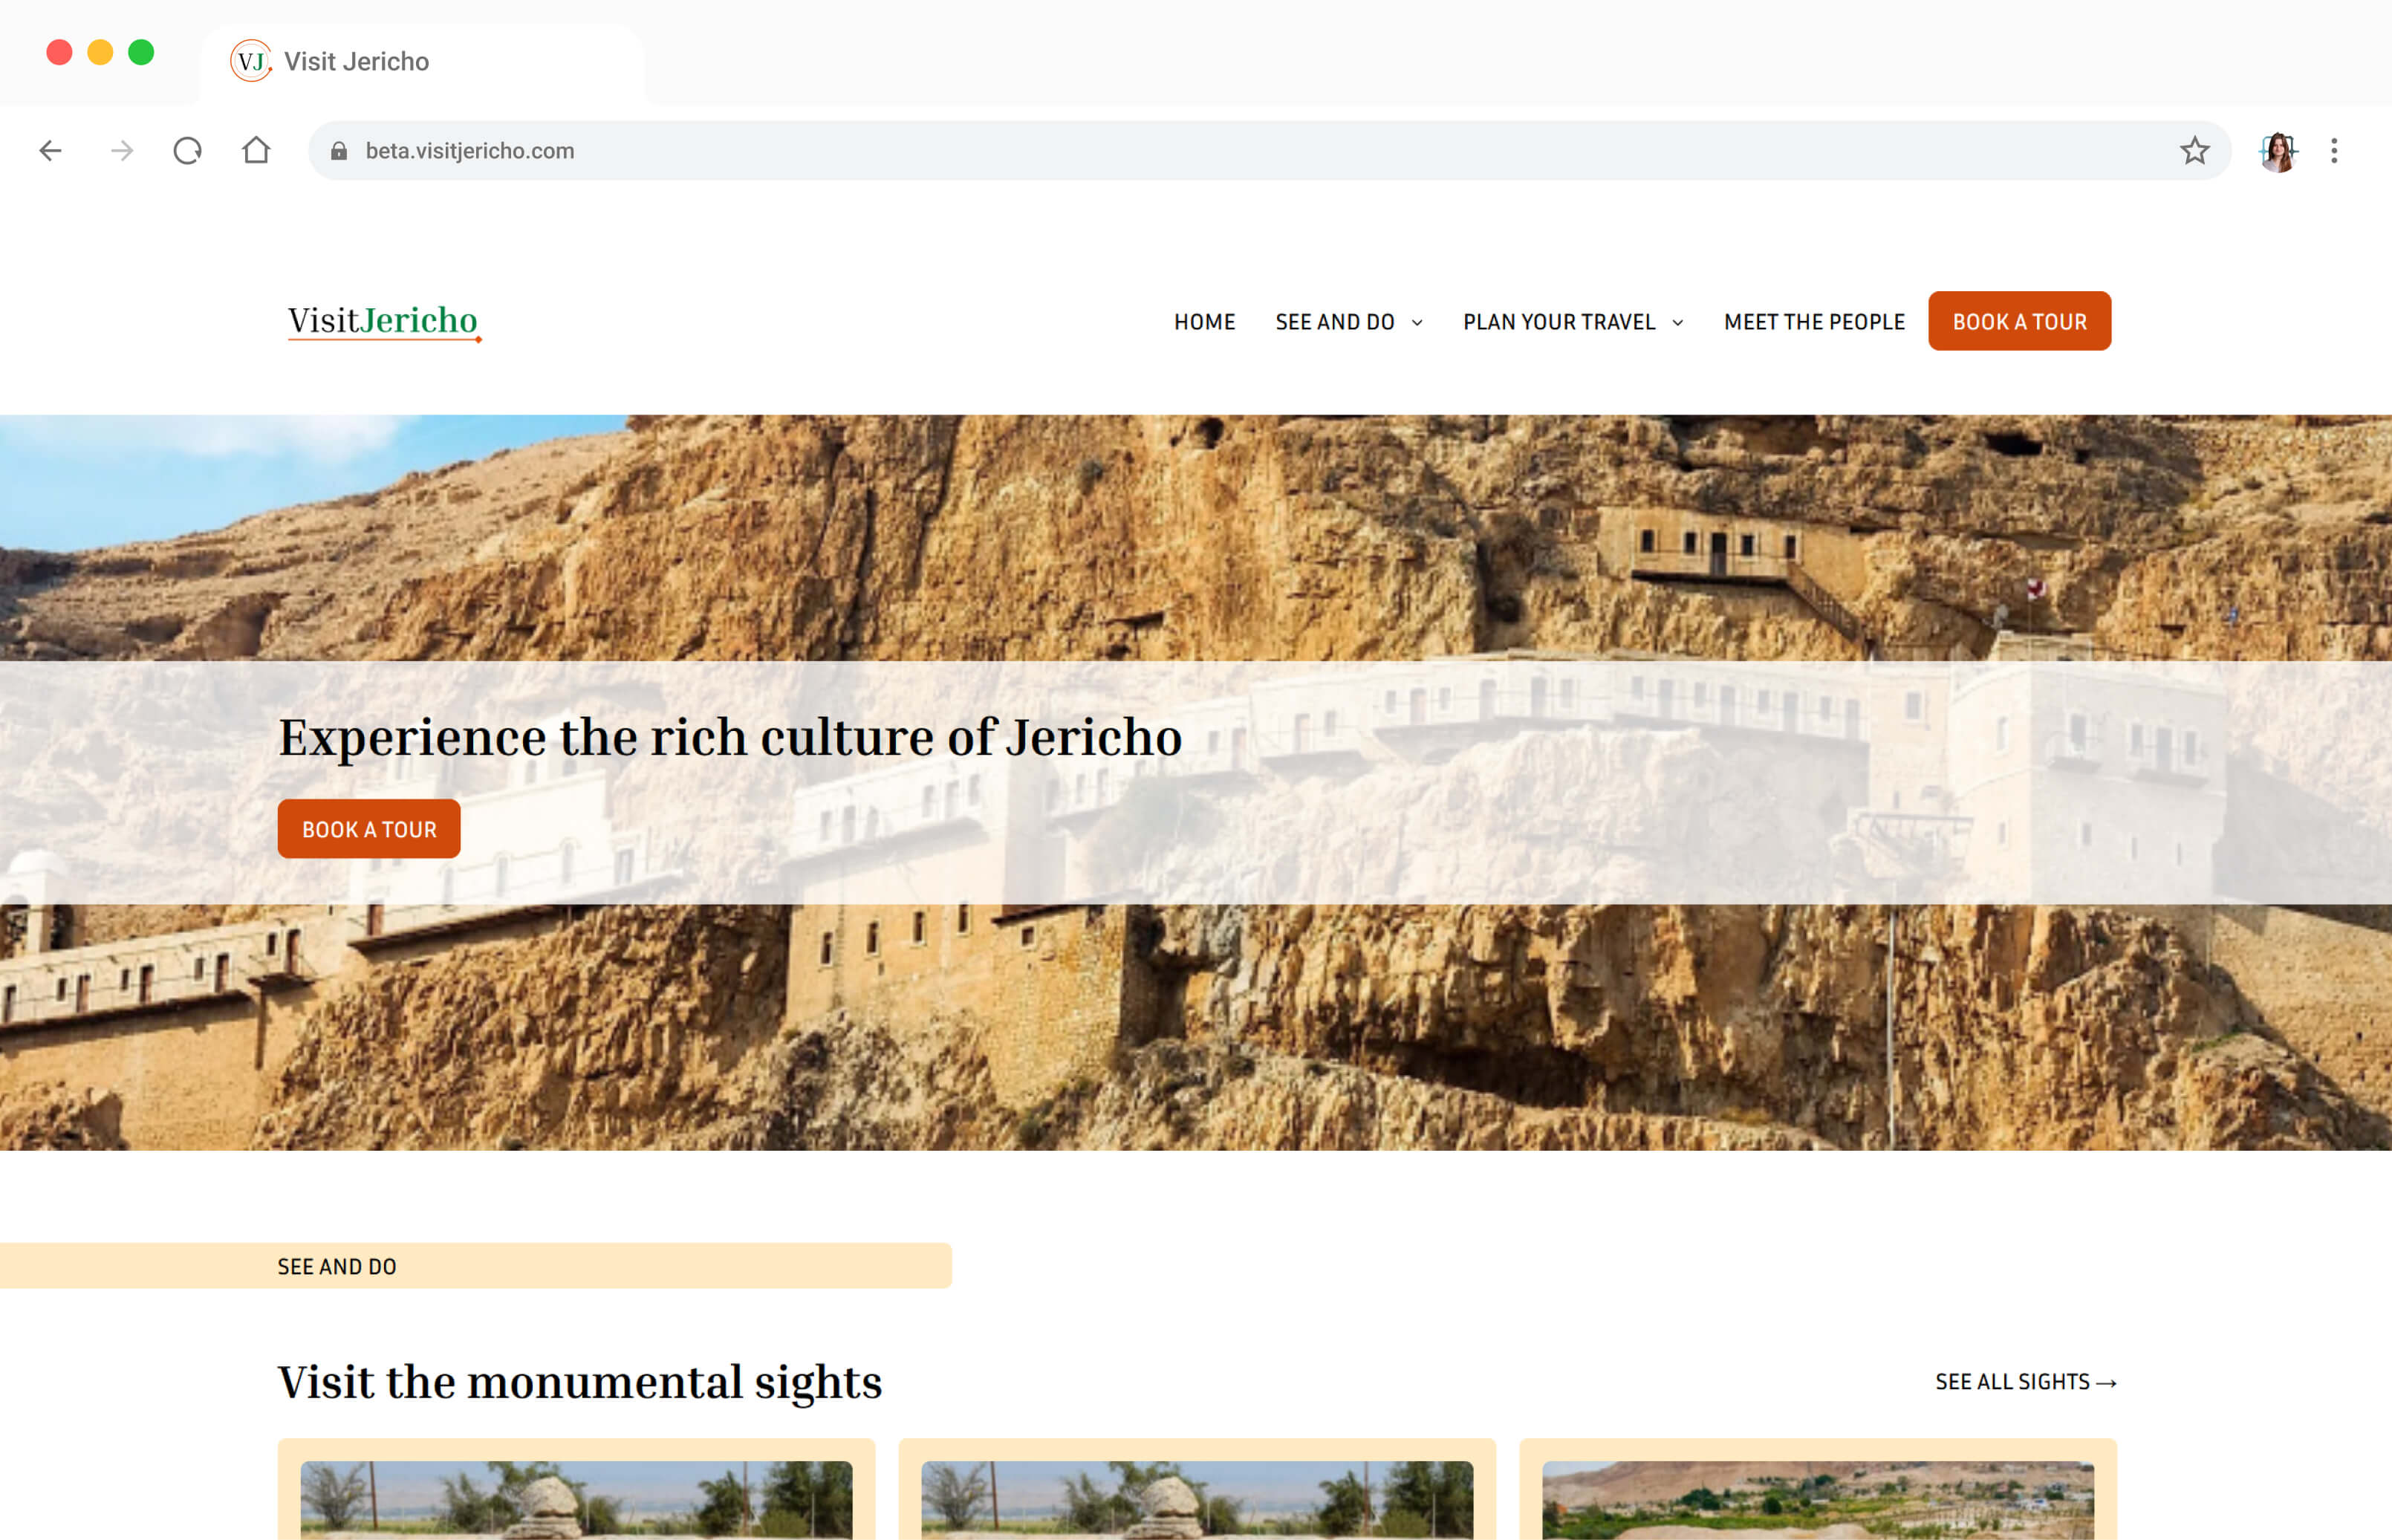 VJ Visit Jericho
beta.visitjericho.com
VisitJericho
HOME SEE AND DO PLAN YOUR TRAVEL MEET THE PEOPLE BOOK A TOUR
Experience the rich culture of Jericho
BOOK A TOUR
SEE AND DO
Visit the monumental sights
SEE ALL SIGHTS →